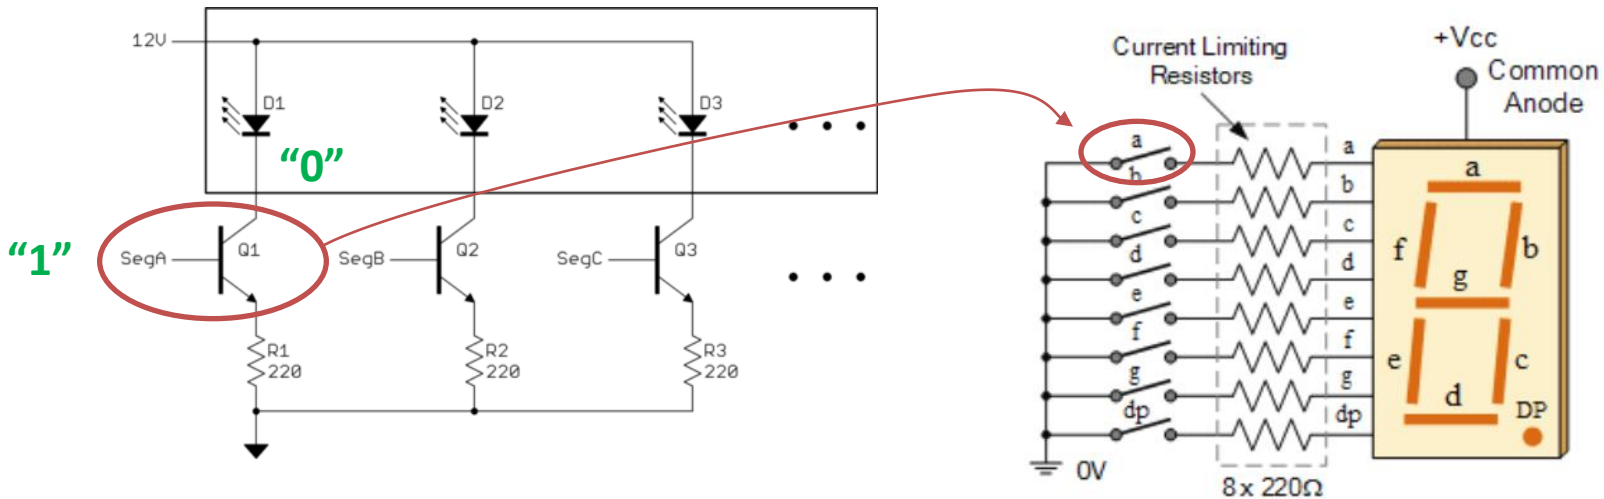 12V
D1
D2
D3
“0”
“1”
SegA
Q1
SegB
Q2
SegC
Q3
R1
220
R2
220
R3
220
Current Limiting
Resistors
+Vcc
Common
Anode
a
b
c
d
e
f
g
dp
a
b
c
d
e
f
g
dp
a
f
b
g
e
c
d
DP
0V
8 x 220Ω